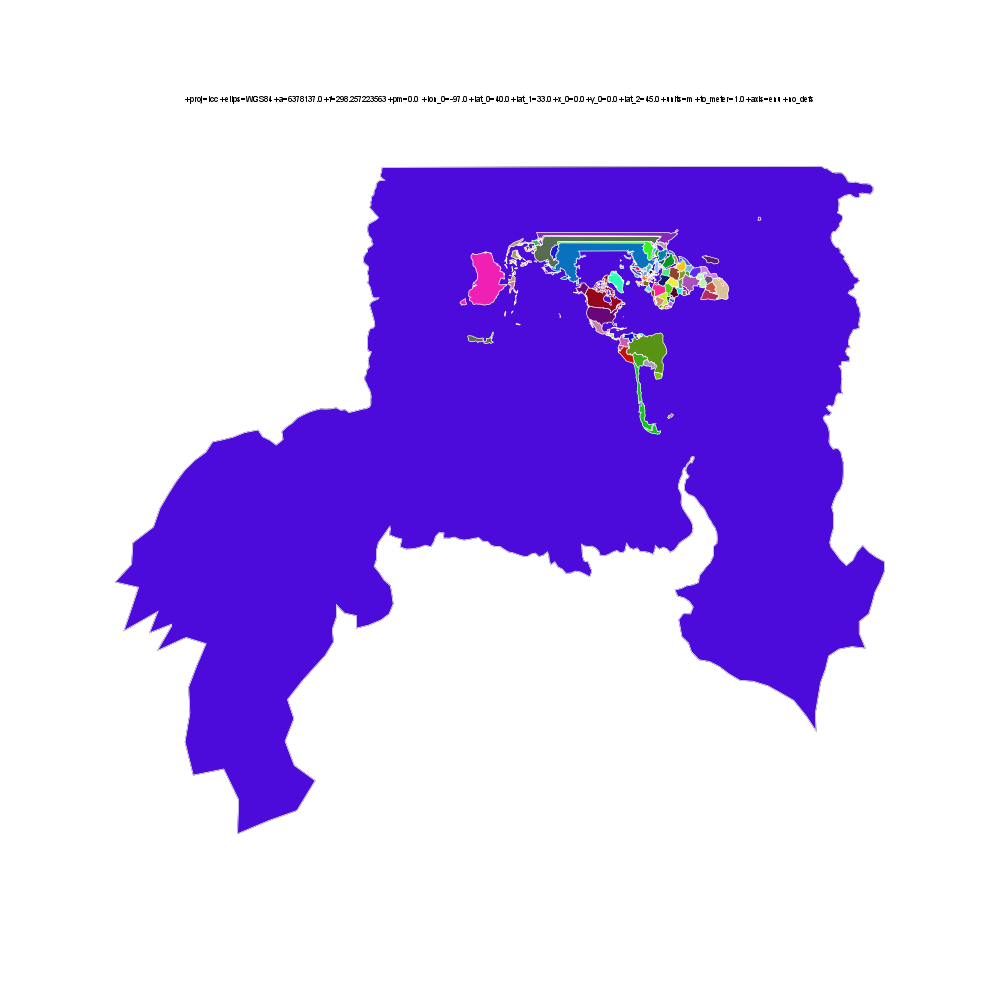 +proj=lcc +ellps=WGS84 +a=6378137.0 +f=298.257223563 +pm=0.0 +lon_0=-97.0 +lat_0=40.0 +lat_1=33.0 +x_0=0.0 +y_0=0.0 +lat_2=45.0 +units=m +to_meter=1.0 +axis=enu +no_defs